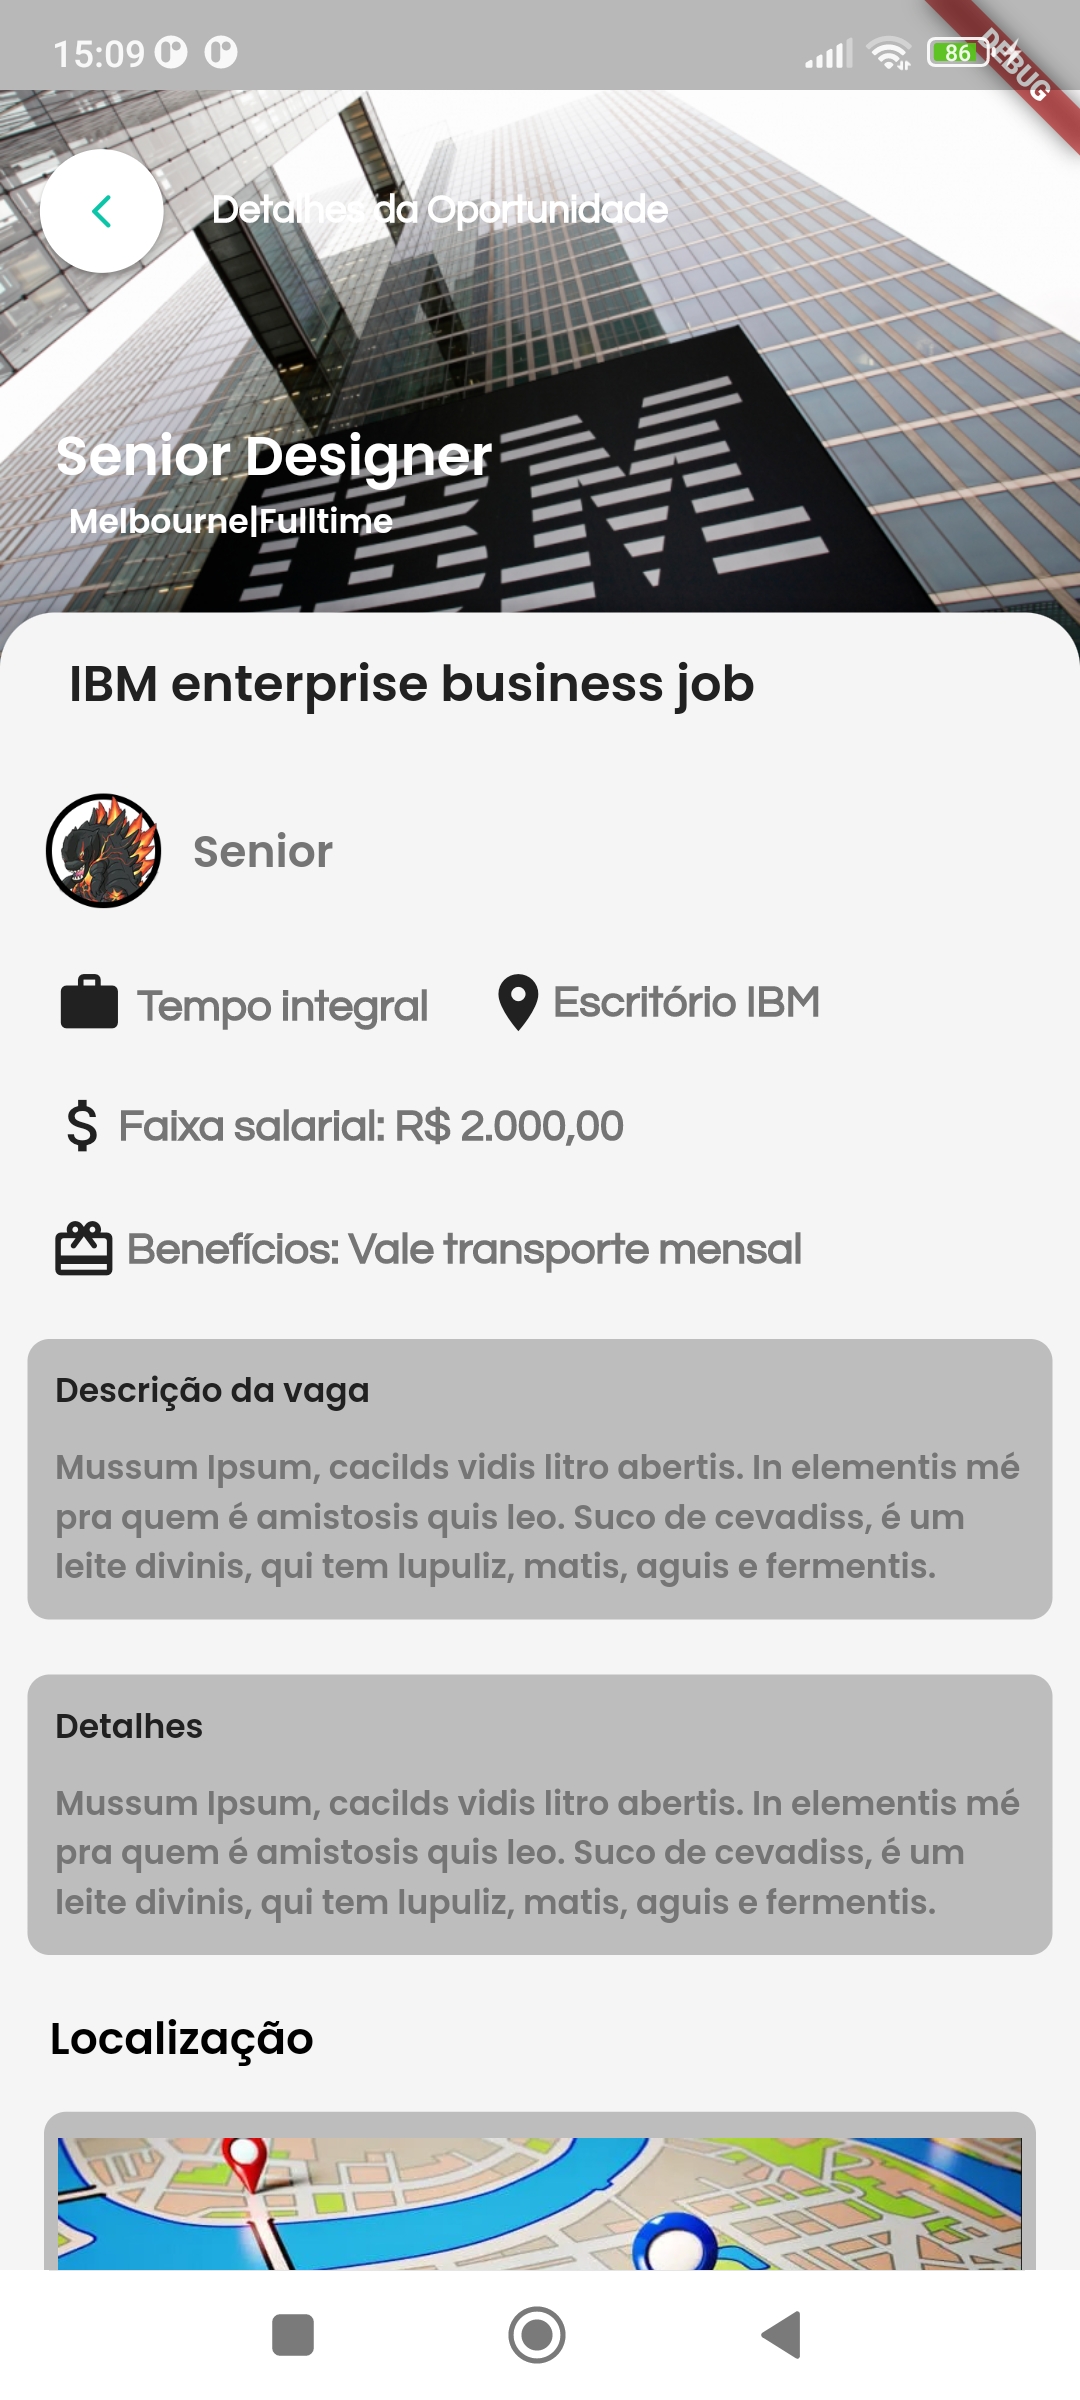 15:09
86
DEBUG
Detalhes da Oportunidade
IBM
Senior Designer
Melbourne|Fulltime
IBM enterprise business job
Senior
Tempo integral
Escritório IBM
Faixa salarial: R$ 2.000,00
Benefícios: Vale transporte mensal
Descrição da vaga
Mussum Ipsum, cacilds vidis litro abertis. In elementis mé
pra quem é amistosis quis leo. Suco de cevadiss, é um
leite divinis, qui tem lupuliz, matis, aguis e fermentis.
Detalhes
Mussum Ipsum, cacilds vidis litro abertis. In elementis mé
pra quem é amistosis quis leo. Suco de cevadiss, é um
leite divinis, qui tem lupuliz, matis, aguis e fermentis.
Localização